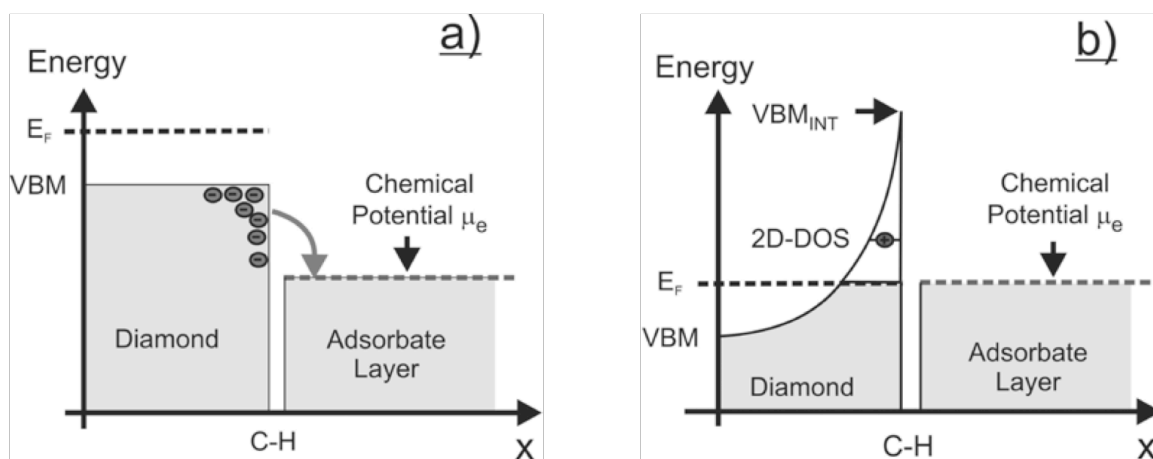 a)
Energy
E_F
VBM
Chemical
Potential μ_e
Diamond
Adsorbate
Layer
C-H
X
b)
Energy
VBM_INT
Chemical
Potential μ_e
2D-DOS
E_F
VBM
Diamond
Adsorbate
Layer
C-H
X